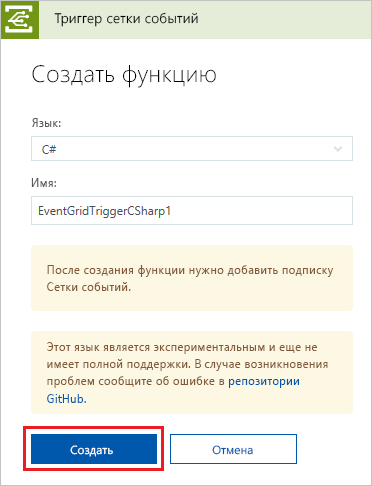 Триггер сетки событий
Создать функцию
Язык:
C#
Имя:
EventGridTriggerCSharp1
После создания функции нужно добавить подписку
Сетки событий.
Этот язык является экспериментальным и еще не
имеет полной поддержки. В случае возникновения
проблем сообщите об ошибке в репозитории
GitHub.
Создать
Отмена